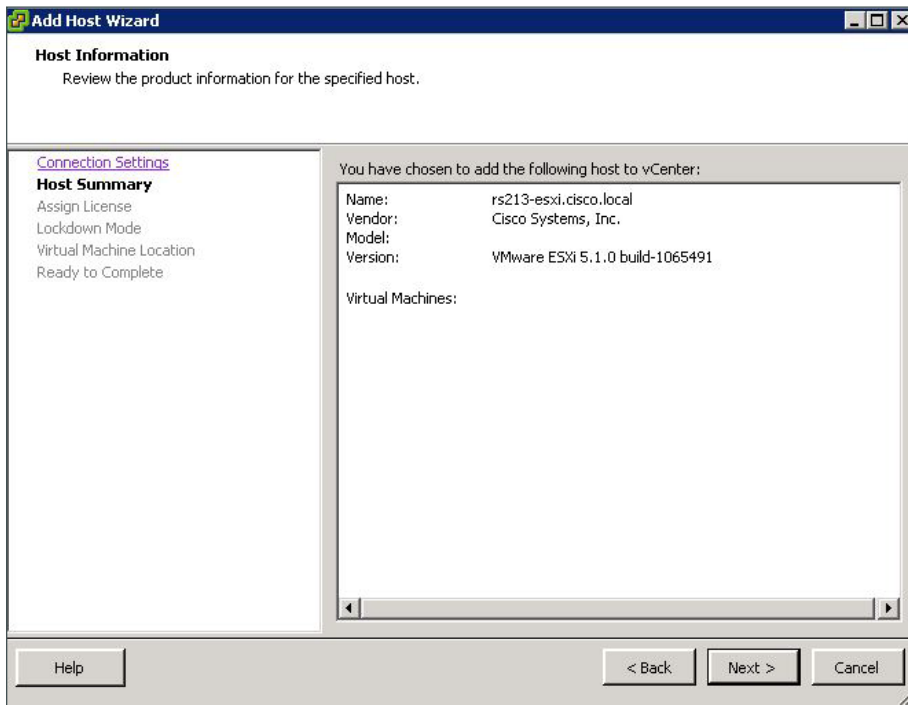 Add Host Wizard
Host Information
Review the product information for the specified host.
Connection Settings
Host Summary
Assign License
Lockdown Mode
Virtual Machine Location
Ready to Complete
You have chosen to add the following host to vCenter:
Name: rs213-esxi.cisco.local
Vendor: Cisco Systems, Inc.
Model:
Version: VMware ESXi 5.1.0 build-1065491
Virtual Machines:
Help
< Back
Next >
Cancel